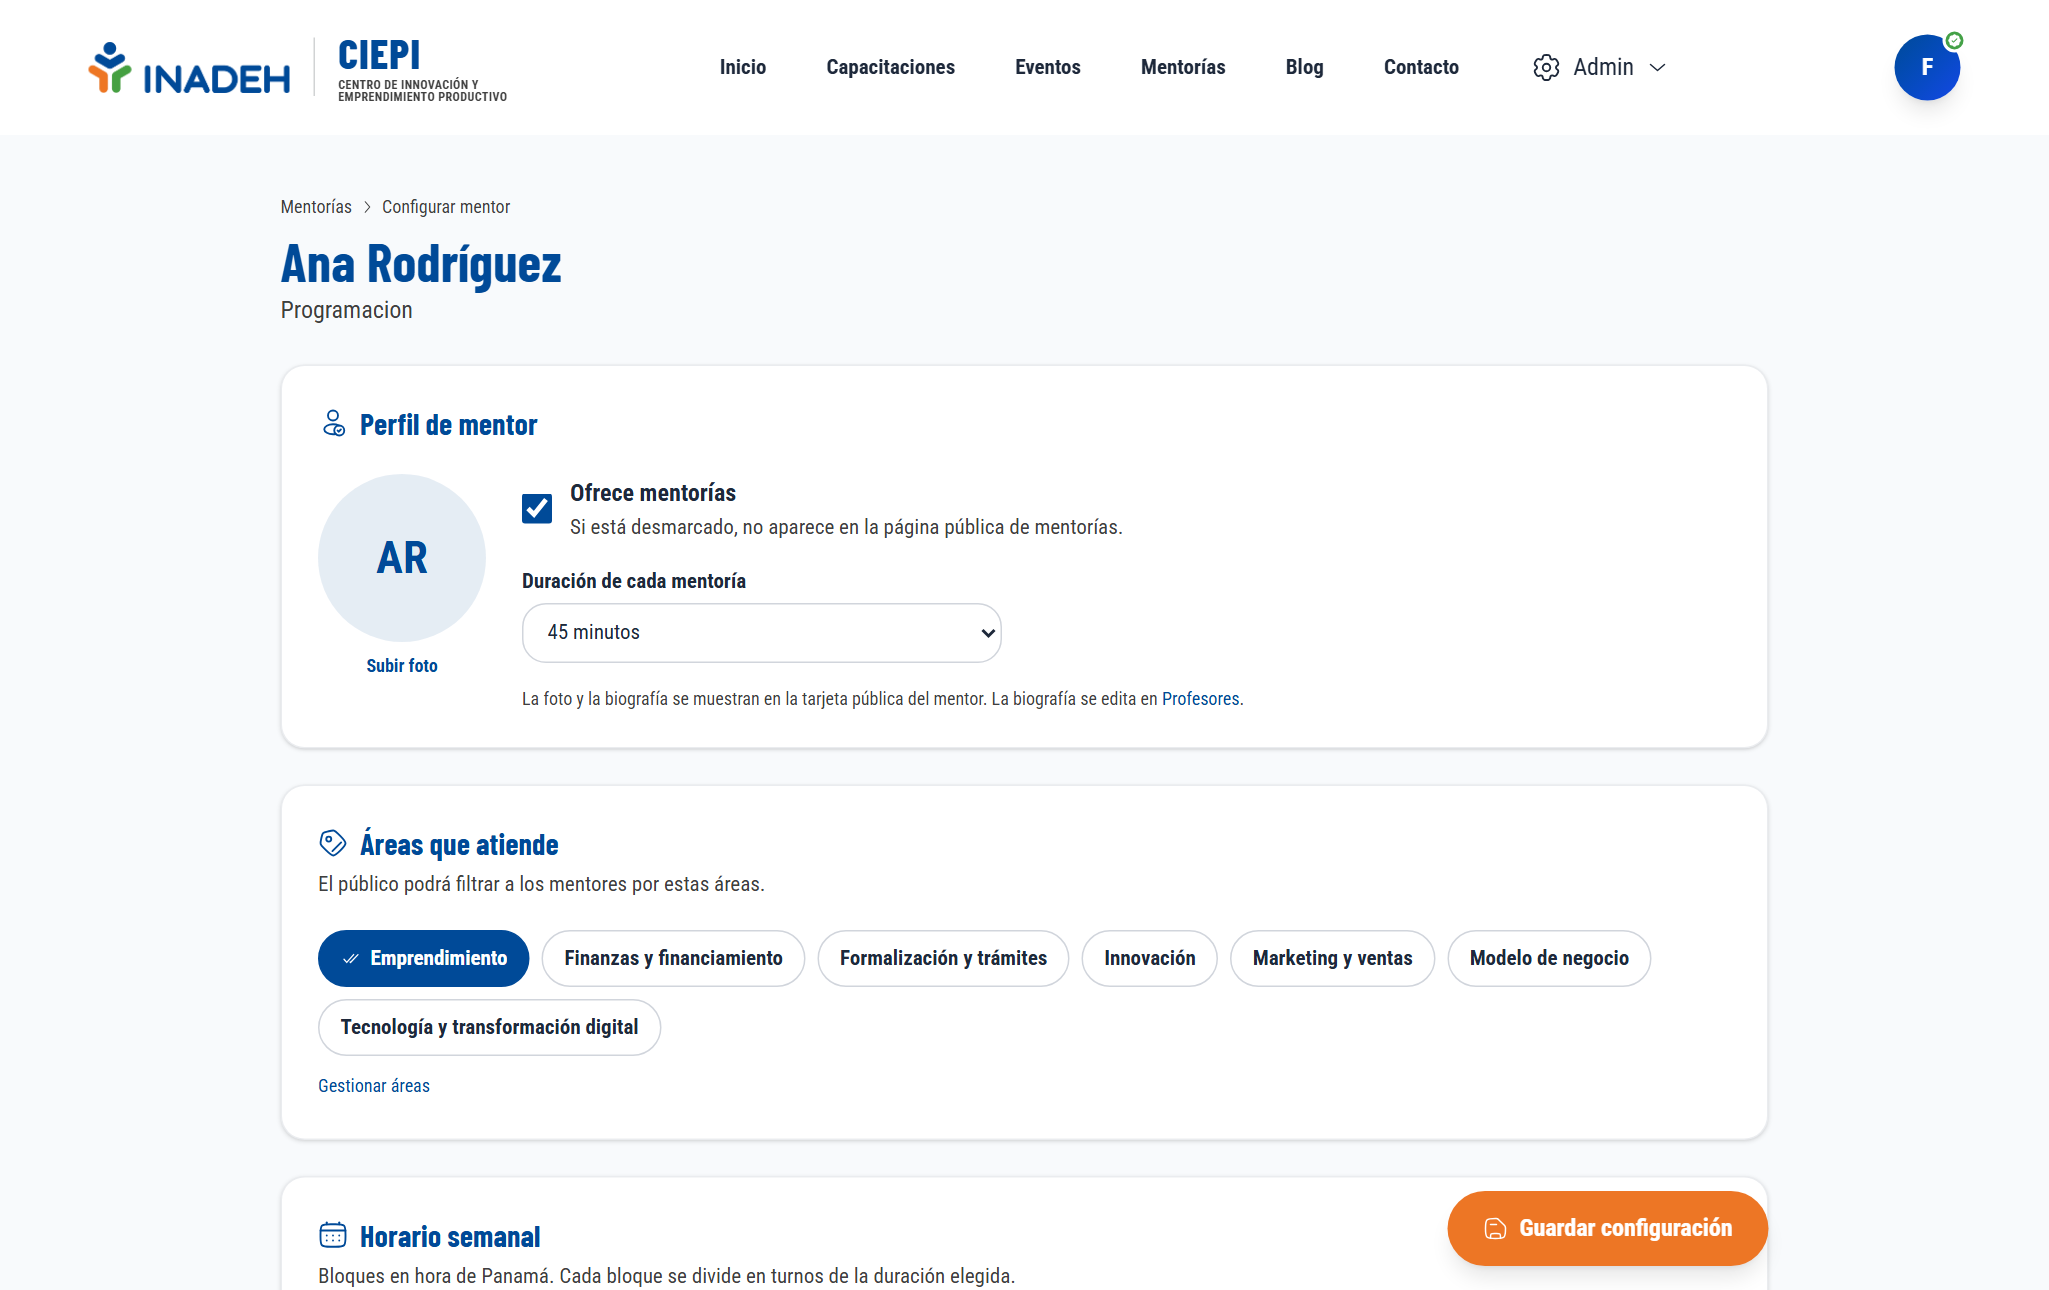 INADEH
CIEPI
CENTRO DE INNOVACIÓN Y
EMPRENDIMIENTO PRODUCTIVO
Inicio
Capacitaciones
Eventos
Mentorías
Blog
Contacto
Admin
F
Mentorías > Configurar mentor
Ana Rodríguez
Programacion
Perfil de mentor
AR
Subir foto
Ofrece mentorías
Si está desmarcado, no aparece en la página pública de mentorías.
Duración de cada mentoría
45 minutos
La foto y la biografía se muestran en la tarjeta pública del mentor. La biografía se edita en Profesores.
Áreas que atiende
El público podrá filtrar a los mentores por estas áreas.
Emprendimiento
Finanzas y financiamiento
Formalización y trámites
Innovación
Marketing y ventas
Modelo de negocio
Tecnología y transformación digital
Gestionar áreas
Horario semanal
Bloques en hora de Panamá. Cada bloque se divide en turnos de la duración elegida.
Guardar configuración